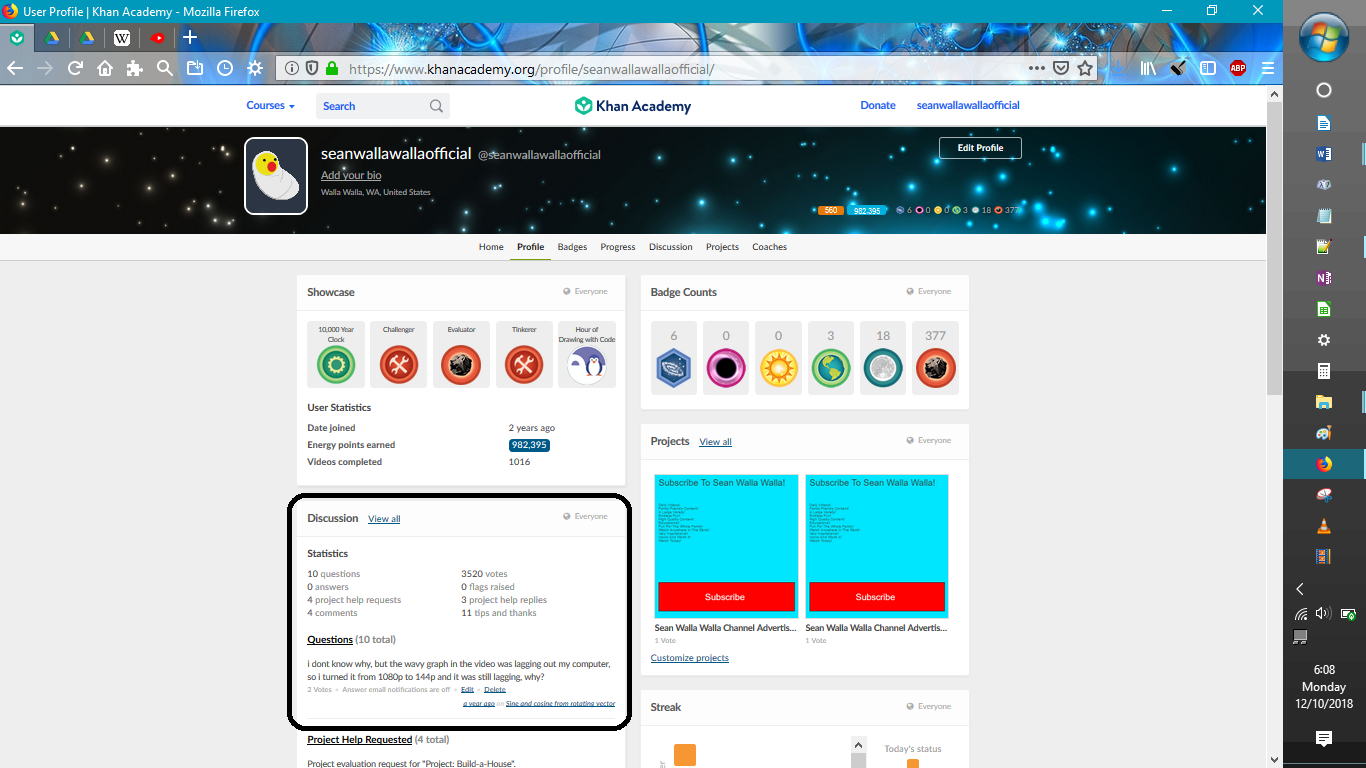 User Profile | Khan Academy - Mozilla Firefox
https://www.khanacademy.org/profile/seanwallawallaofficial/
ABP
Courses
Search
Khan Academy
Donate
seanwallawallaofficial
seanwallawallaofficial @seanwallawallaofficial
Edit Profile
Add your bio
Walla Walla, WA, United States
560 982,395 6 0 0 3 18 377
Home Profile Badges Progress Discussion Projects Coaches
Showcase
Everyone
10,000 Year Clock
Challenger
Evaluator
Tinkerer
Hour of Drawing with Code
User Statistics
Date joined 2 years ago
Energy points earned 982,395
Videos completed 1016
Badge Counts
Everyone
6 0 0 3 18 377
Discussion View all
Everyone
Statistics
10 questions 3520 votes
0 answers 0 flags raised
4 project help requests 3 project help replies
4 comments 11 tips and thanks
Questions (10 total)
i dont know why, but the wavy graph in the video was lagging out my computer,
so i turned it from 1080p to 144p and it was still lagging, why?
2 Votes • Answer email notifications are off • Edit • Delete
a year ago on Sine and cosine from rotating vector
Project Help Requested (4 total)
Project evaluation request for "Project: Build-a-House".
Projects View all
Everyone
Subscribe To Sean Walla Walla!
Subscribe
Sean Walla Walla Channel Advertis...
1 Vote
Subscribe To Sean Walla Walla!
Subscribe
Sean Walla Walla Channel Advertis...
1 Vote
Customize projects
Streak
Everyone
Today's status
6:08
Monday
12/10/2018